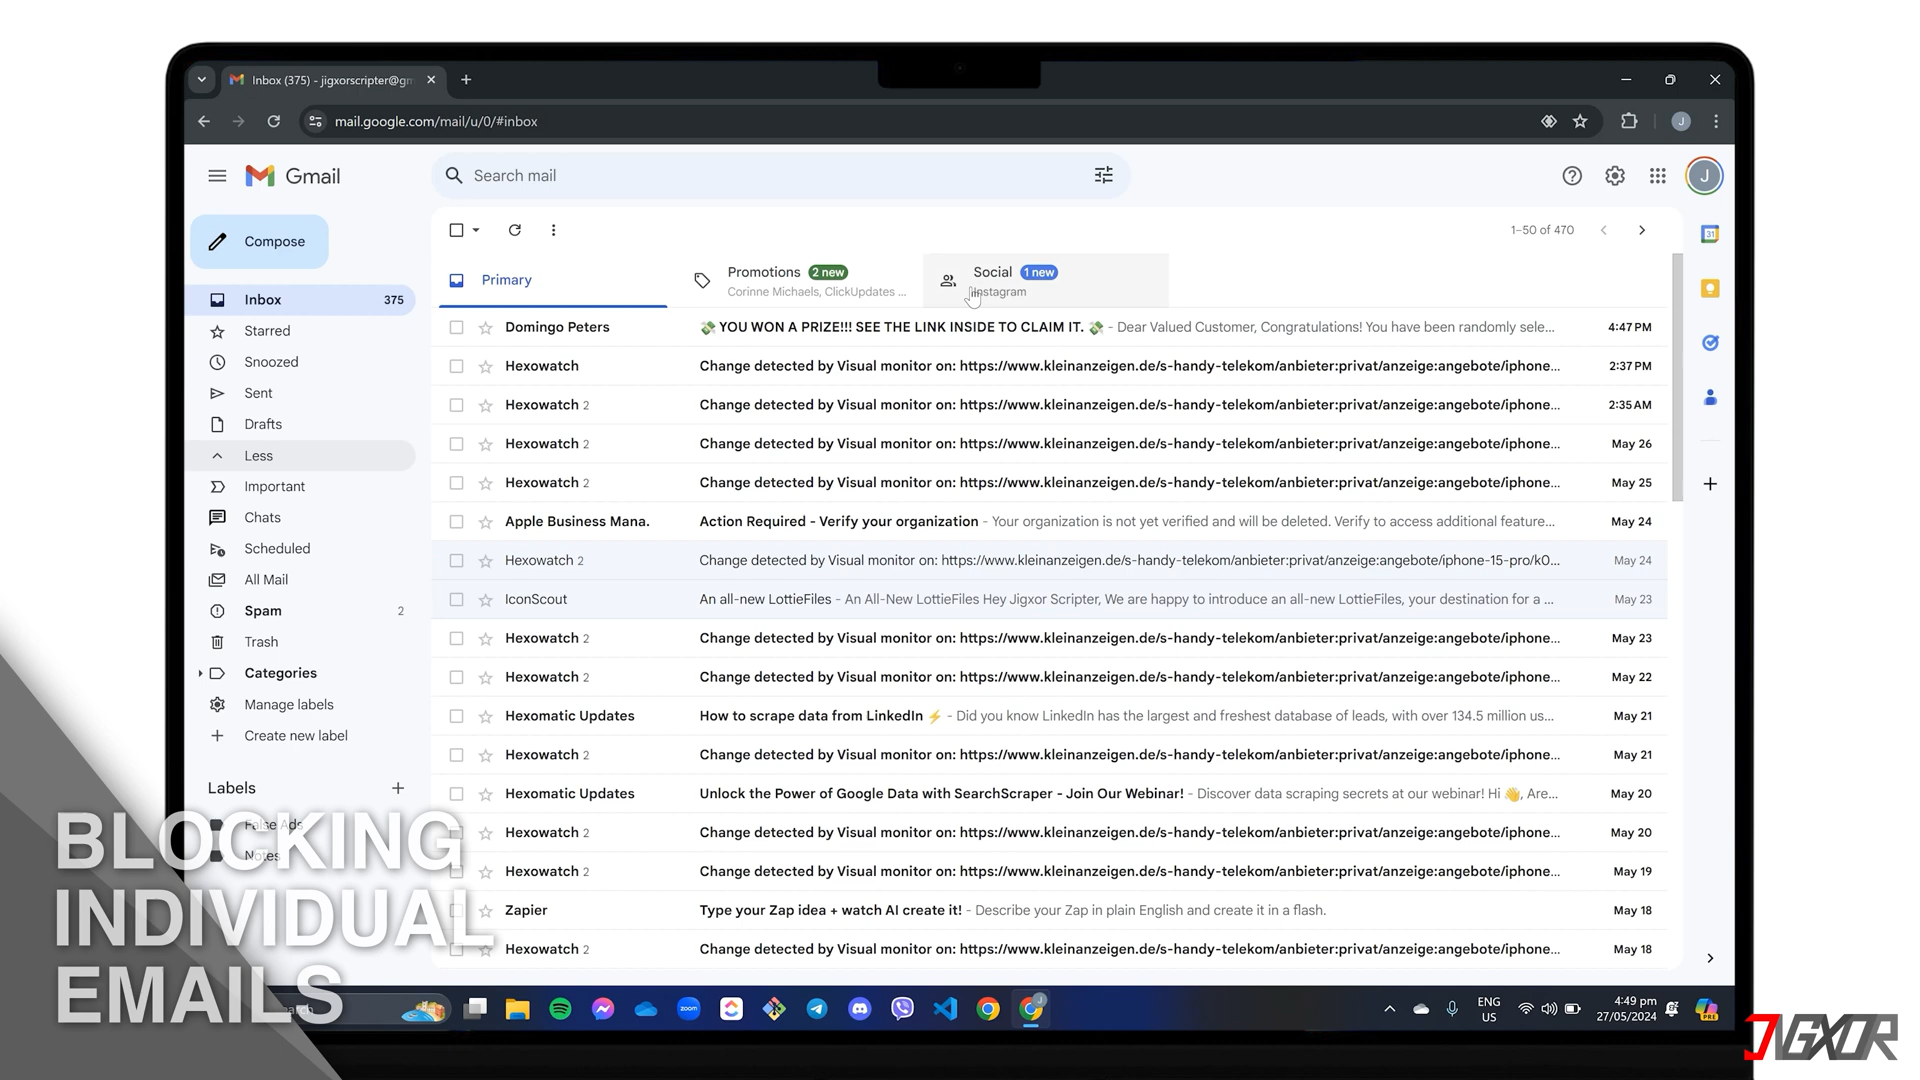 Inbox (375) - jigxorscripter@gm
mail.google.com/mail/u/0/#inbox
J
Gmail
Search mail
J
Compose
1–50 of 470
31
Primary
Promotions 2 new
Corinne Michaels, ClickUpdates ...
Social 1 new
Instagram
Inbox 375
Starred
Snoozed
Sent
Drafts
Less
Important
Chats
Scheduled
All Mail
Spam 2
Trash
Categories
Manage labels
Create new label
Labels
False Ads
Notes
Domingo Peters 💸 YOU WON A PRIZE!!! SEE THE LINK INSIDE TO CLAIM IT. 💸 - Dear Valued Customer, Congratulations! You have been randomly sele... 4:47 PM
Hexowatch Change detected by Visual monitor on: https://www.kleinanzeigen.de/s-handy-telekom/anbieter:privat/anzeige:angebote/iphone... 2:37 PM
Hexowatch 2 Change detected by Visual monitor on: https://www.kleinanzeigen.de/s-handy-telekom/anbieter:privat/anzeige:angebote/iphone... 2:35 AM
Hexowatch 2 Change detected by Visual monitor on: https://www.kleinanzeigen.de/s-handy-telekom/anbieter:privat/anzeige:angebote/iphone... May 26
Hexowatch 2 Change detected by Visual monitor on: https://www.kleinanzeigen.de/s-handy-telekom/anbieter:privat/anzeige:angebote/iphone... May 25
Apple Business Mana. Action Required - Verify your organization - Your organization is not yet verified and will be deleted. Verify to access additional feature... May 24
Hexowatch 2 Change detected by Visual monitor on: https://www.kleinanzeigen.de/s-handy-telekom/anbieter:privat/anzeige:angebote/iphone-15-pro/k0... May 24
IconScout An all-new LottieFiles - An All-New LottieFiles Hey Jigxor Scripter, We are happy to introduce an all-new LottieFiles, your destination for a ... May 23
Hexowatch 2 Change detected by Visual monitor on: https://www.kleinanzeigen.de/s-handy-telekom/anbieter:privat/anzeige:angebote/iphone... May 23
Hexowatch 2 Change detected by Visual monitor on: https://www.kleinanzeigen.de/s-handy-telekom/anbieter:privat/anzeige:angebote/iphone... May 22
Hexomatic Updates How to scrape data from LinkedIn ⚡ - Did you know LinkedIn has the largest and freshest database of leads, with over 134.5 million us... May 21
Hexowatch 2 Change detected by Visual monitor on: https://www.kleinanzeigen.de/s-handy-telekom/anbieter:privat/anzeige:angebote/iphone... May 21
Hexomatic Updates Unlock the Power of Google Data with SearchScraper - Join Our Webinar! - Discover data scraping secrets at our webinar! Hi 👋, Are... May 20
Hexowatch 2 Change detected by Visual monitor on: https://www.kleinanzeigen.de/s-handy-telekom/anbieter:privat/anzeige:angebote/iphone... May 20
Hexowatch 2 Change detected by Visual monitor on: https://www.kleinanzeigen.de/s-handy-telekom/anbieter:privat/anzeige:angebote/iphone... May 19
Zapier Type your Zap idea + watch AI create it! - Describe your Zap in plain English and create it in a flash. May 18
Hexowatch 2 Change detected by Visual monitor on: https://www.kleinanzeigen.de/s-handy-telekom/anbieter:privat/anzeige:angebote/iphone... May 18
BLOCKING
INDIVIDUAL
EMAILS
zoom
ENG
US
4:49 pm
27/05/2024
PRE
JIGXOR